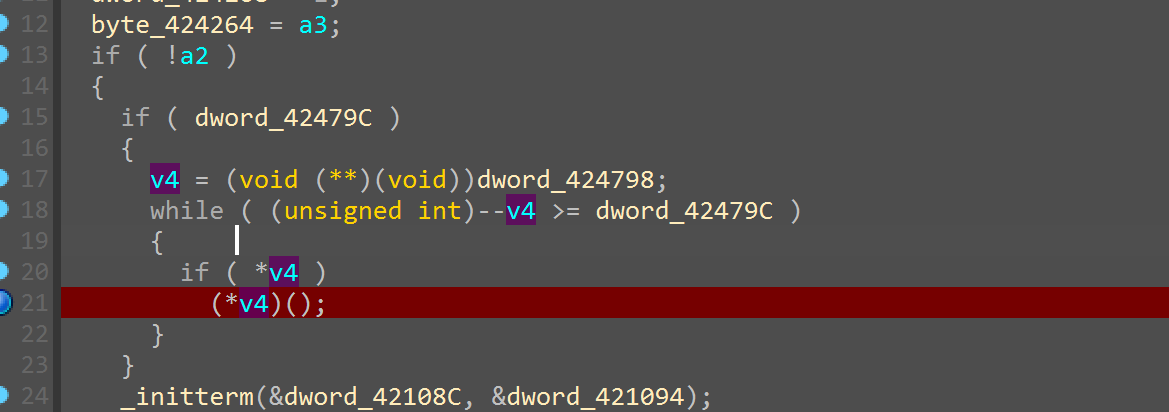 12 byte_424264 = a3;
13 if ( !a2 )
14 {
15 if ( dword_42479C )
16 {
17 v4 = (void (**)(void))dword_424798;
18 while ( (unsigned int)--v4 >= dword_42479C )
19 {
20 if ( *v4 )
21 (*v4)();
22 }
23 }
24 _initterm(&dword_42108C, &dword_421094);